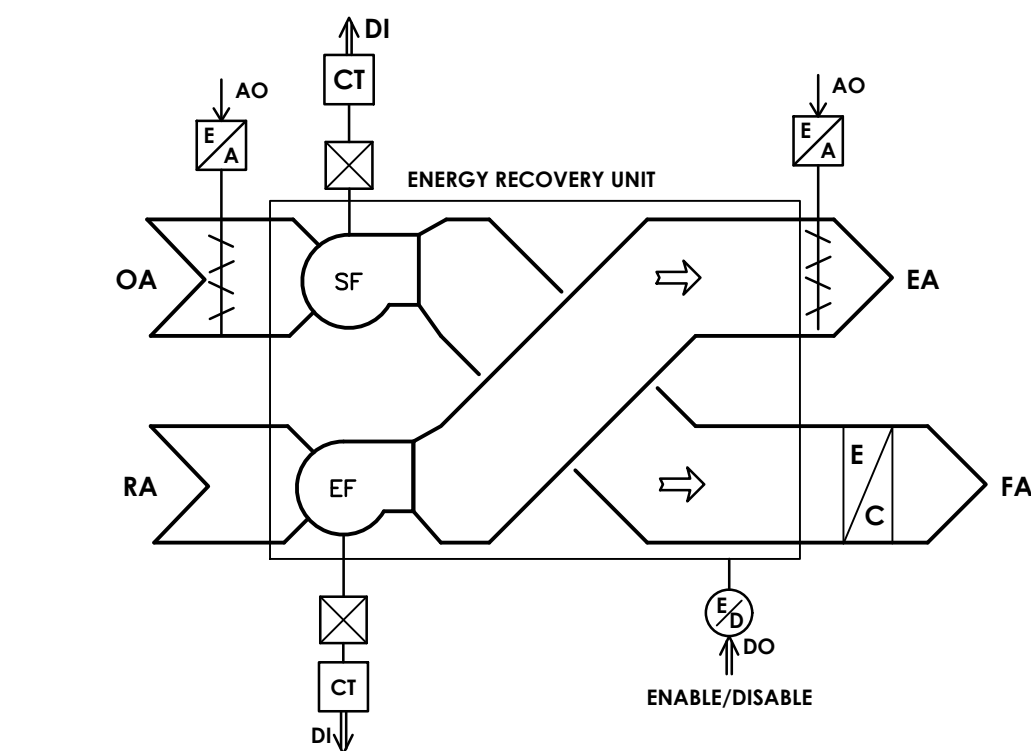 DI
CT
AO
E
A
AO
E
A
ENERGY RECOVERY UNIT
OA
SF
EA
RA
EF
E
C
FA
E
D
DO
ENABLE/DISABLE
CT
DI